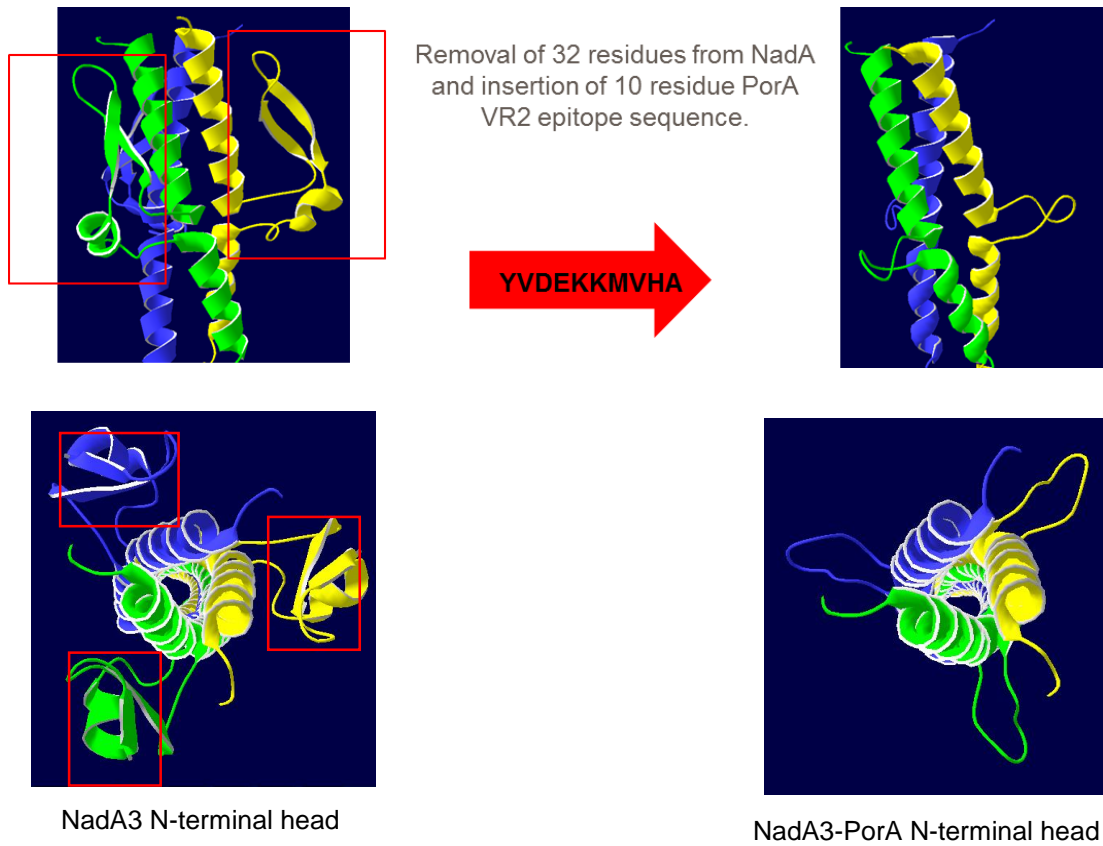 Removal of 32 residues from NadA
and insertion of 10 residue PorA
VR2 epitope sequence.
YVDEKKMVHA
NadA3 N-terminal head
NadA3-PorA N-terminal head